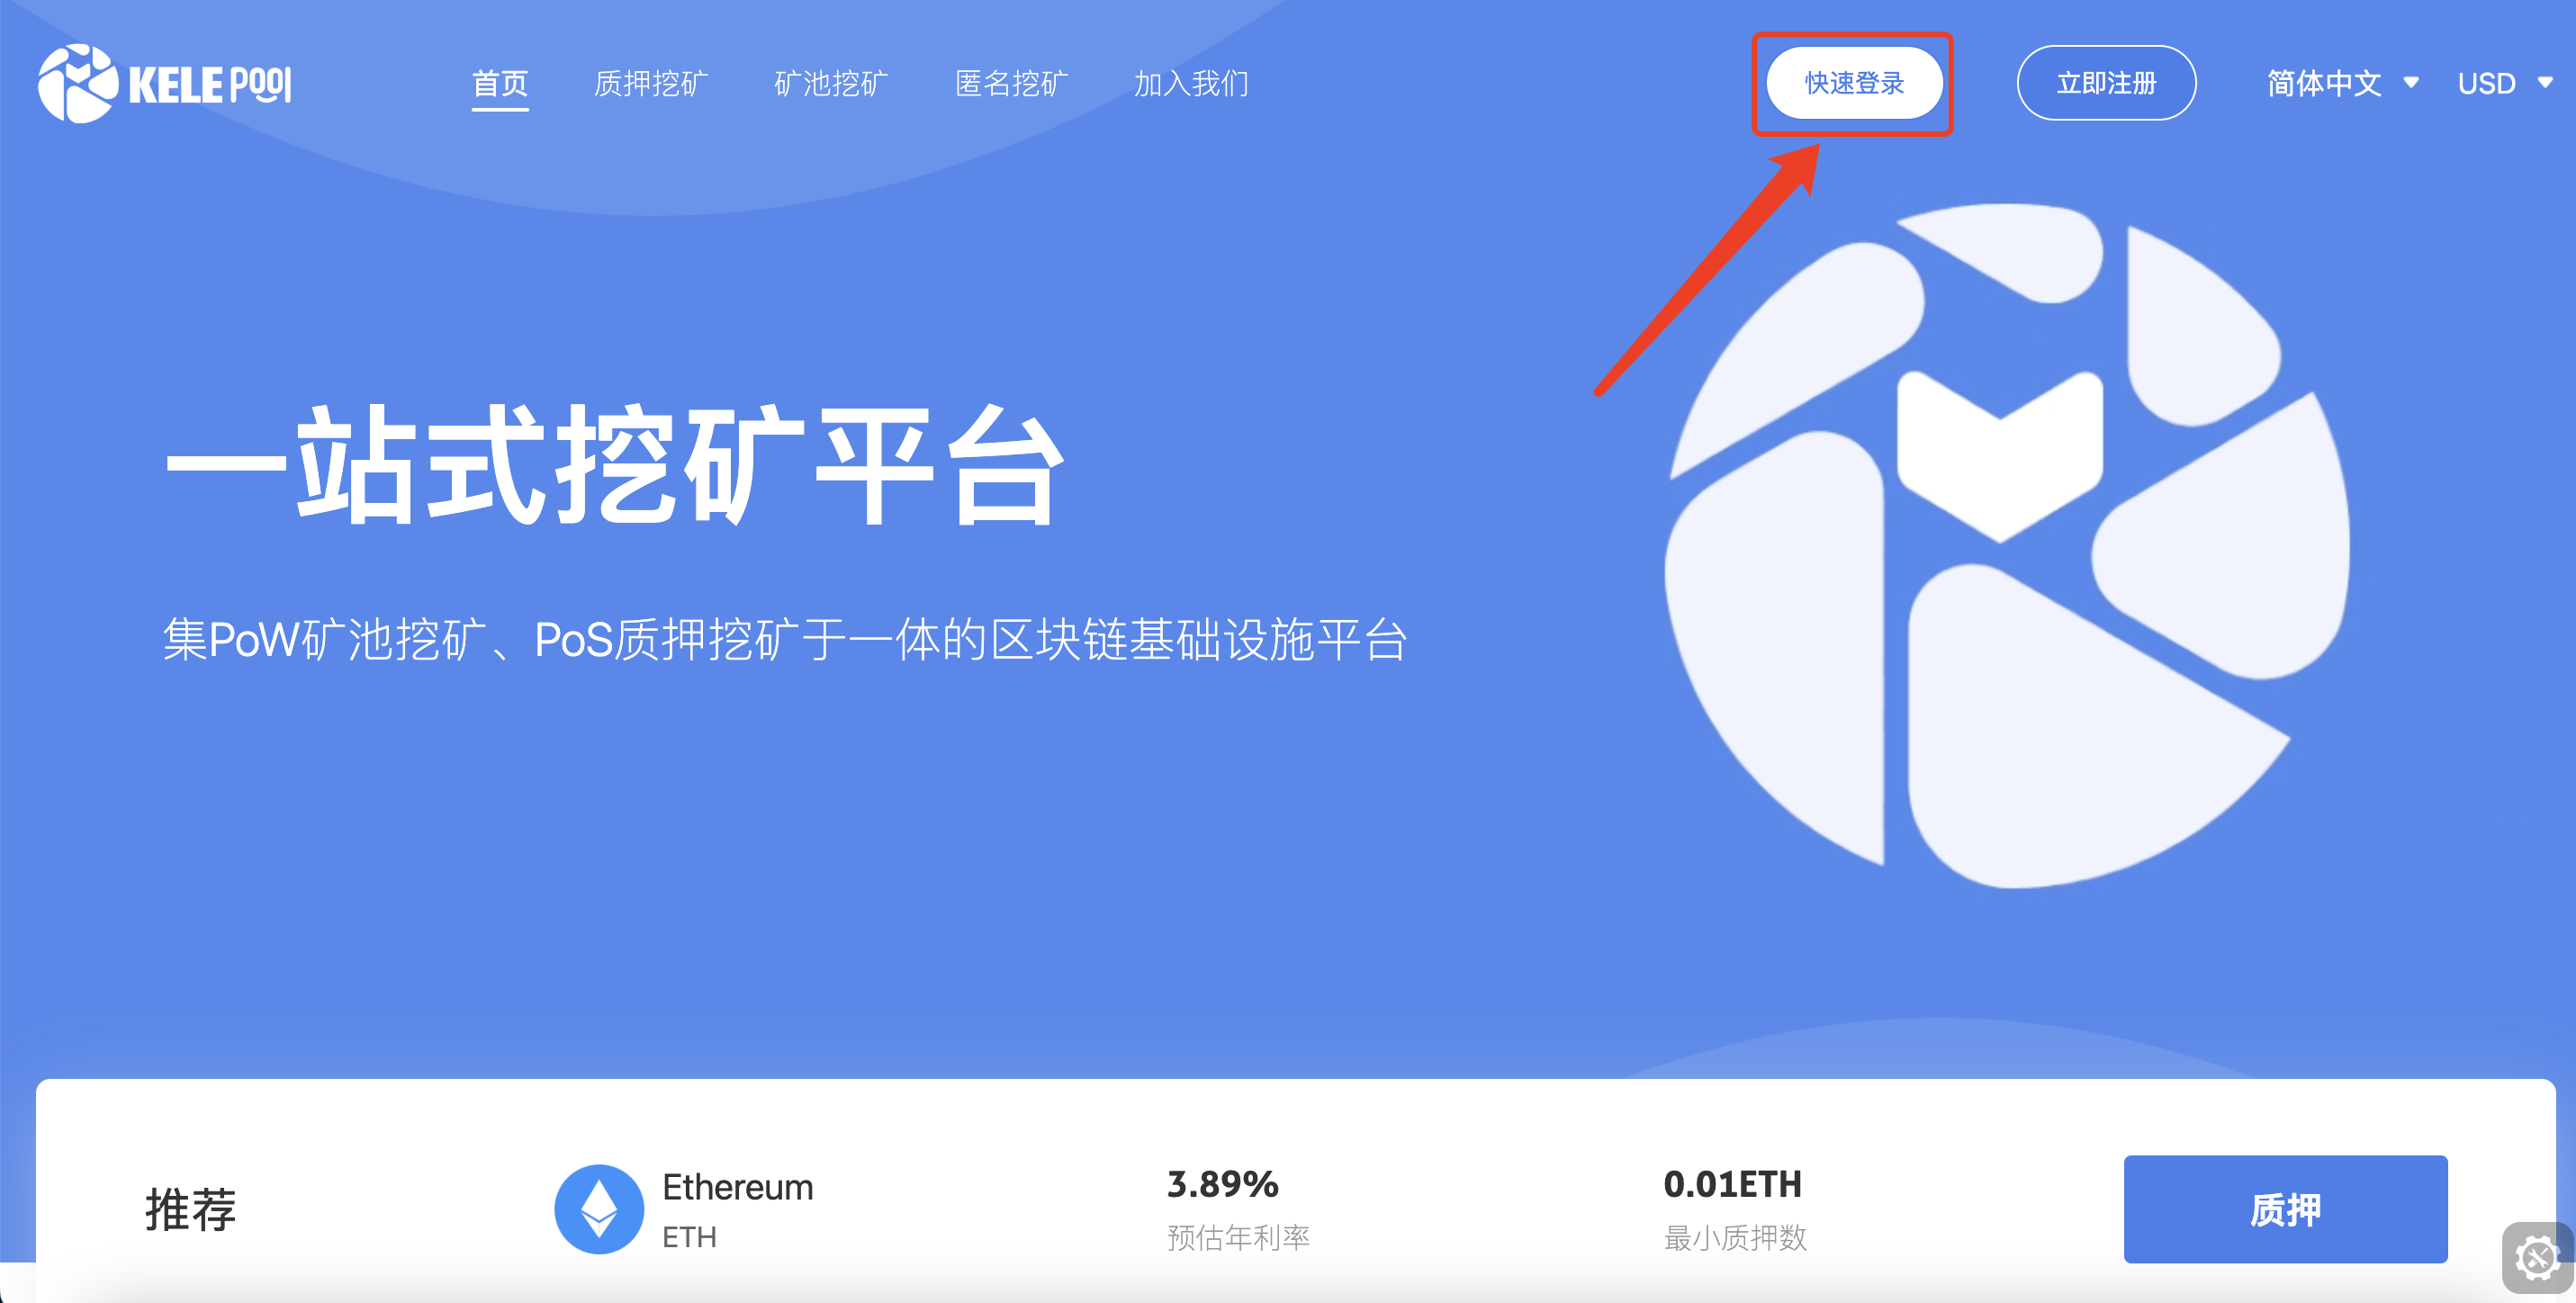 KELE POOL
首页 质押挖矿 矿池挖矿 匿名挖矿 加入我们 快速登录 立即注册 简体中文 USD
一站式挖矿平台
集PoW矿池挖矿、PoS质押挖矿于一体的区块链基础设施平台
推荐
Ethereum
ETH
3.89%
预估年利率
0.01ETH
最小质押数
质押